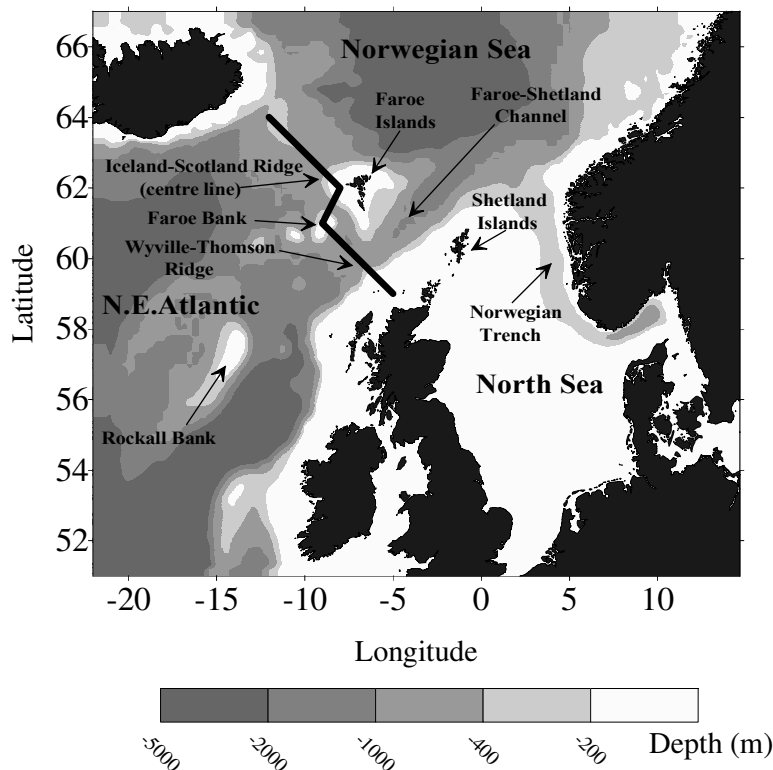 Norwegian Sea
Faroe
Islands
Faroe-Shetland
Channel
Iceland-Scotland Ridge
(centre line)
Faroe Bank
Shetland
Islands
Wyville-Thomson
Ridge
N.E.Atlantic
Norwegian
Trench
North Sea
Rockall Bank
Latitude
66
64
62
60
58
56
54
52
-20
-15
-10
-5
0
5
10
Longitude
-5000
-2000
-1000
-400
-200
Depth (m)